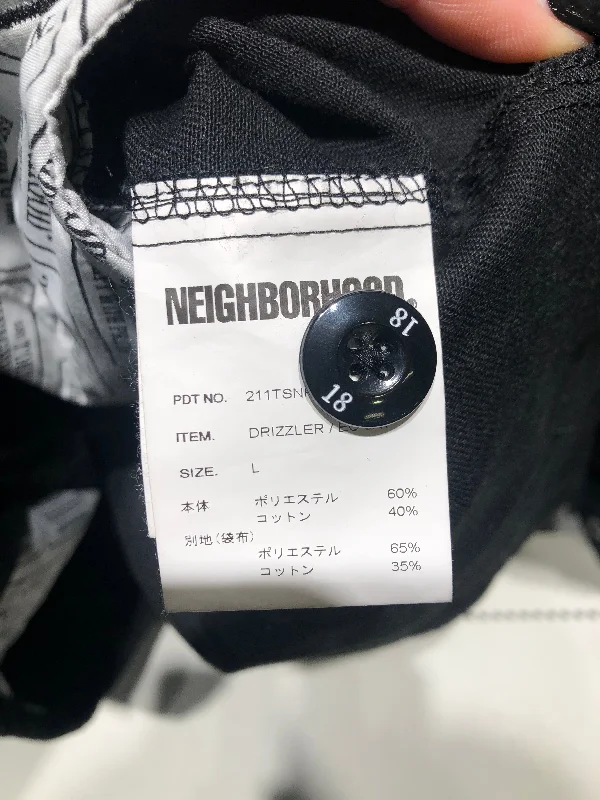 NEIGHBORHOOD®
18
18
PDT NO. 211TSN
ITEM. DRIZZLER /
SIZE. L
本体 ポリエステル 60%
コットン 40%
別地(袋布)
ポリエステル 65%
コットン 35%